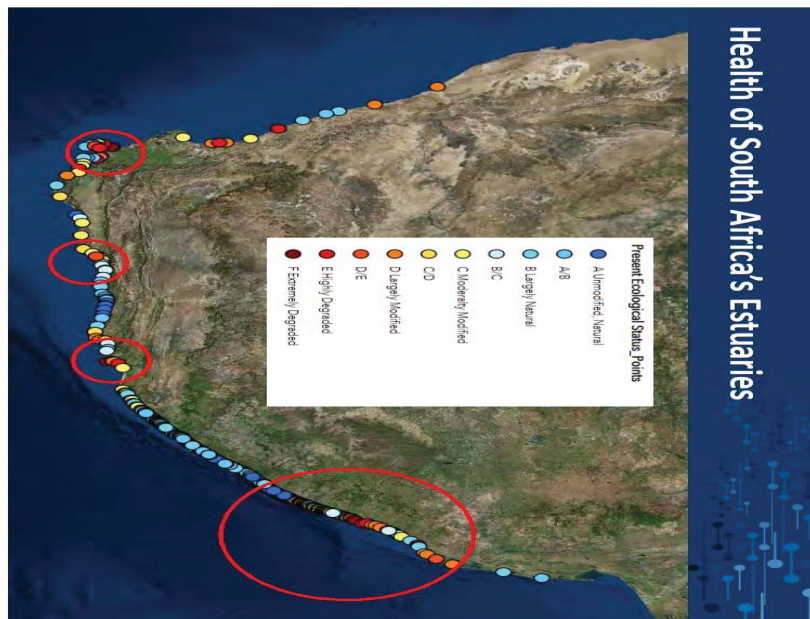 Health of South Africa's Estuaries
Present Ecological Status_Points
A Unmodified, Natural
A/B
B Largely Natural
B/C
C Moderatly Modified
C/D
D Largely Modified
D/E
E Highly Degraded
F Extremely Degraded